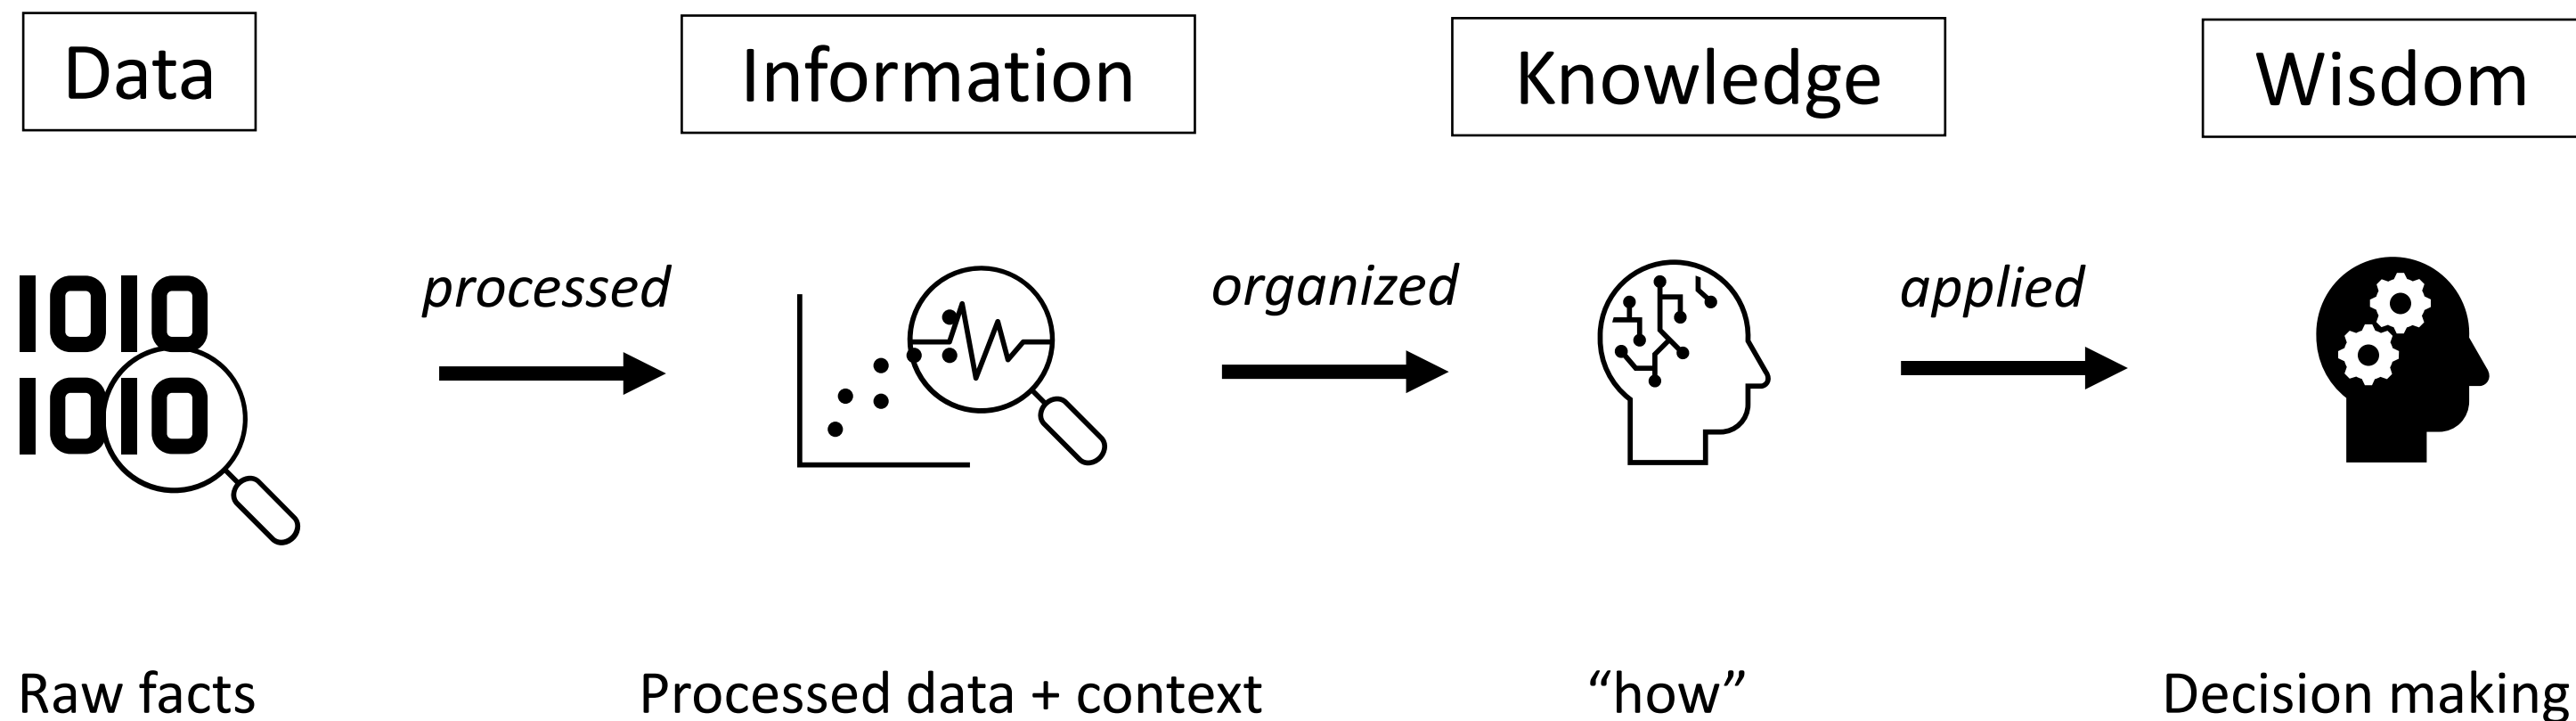 Data
Information
Knowledge
Wisdom
1010
1010
processed
organized
applied
Raw facts
Processed data + context
“how”
Decision making